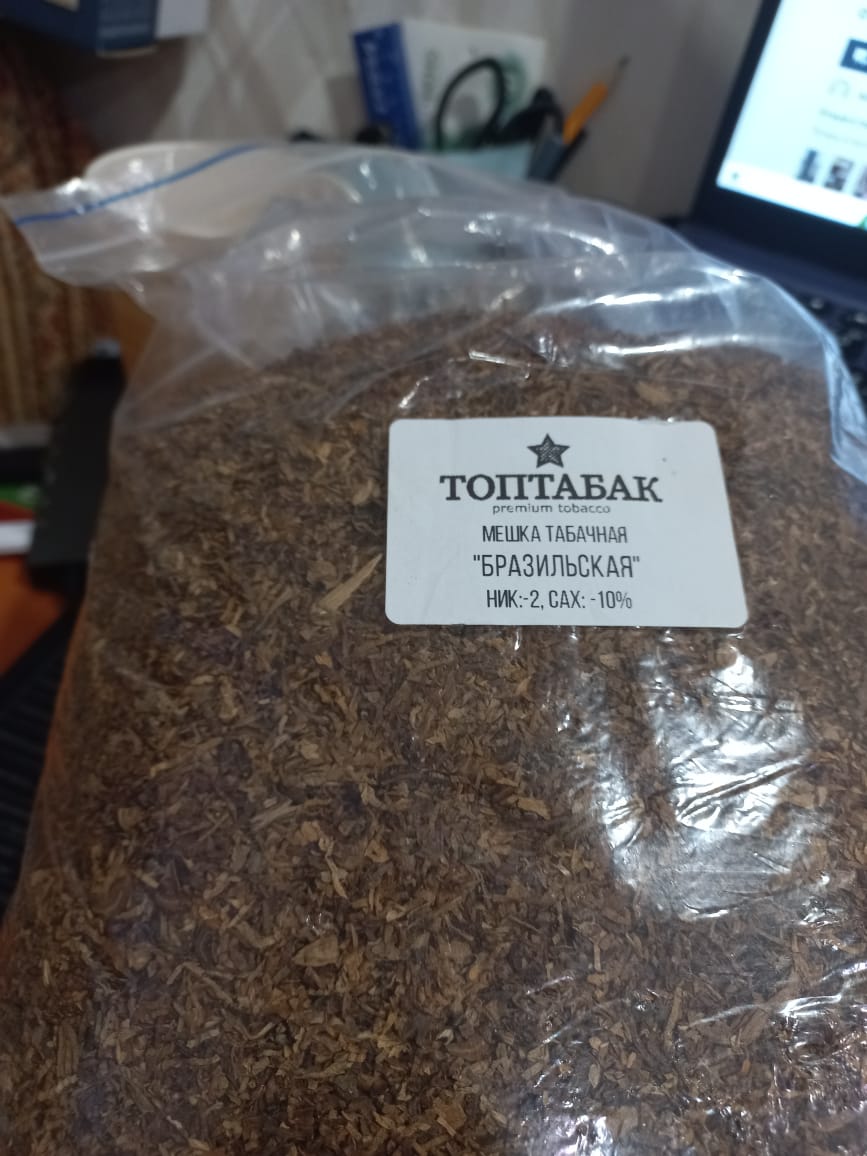 ТОПТАБАК
premium tobacco
МЕШКА ТАБАЧНАЯ
"БРАЗИЛЬСКАЯ"
НИК:-2, САХ: -10%